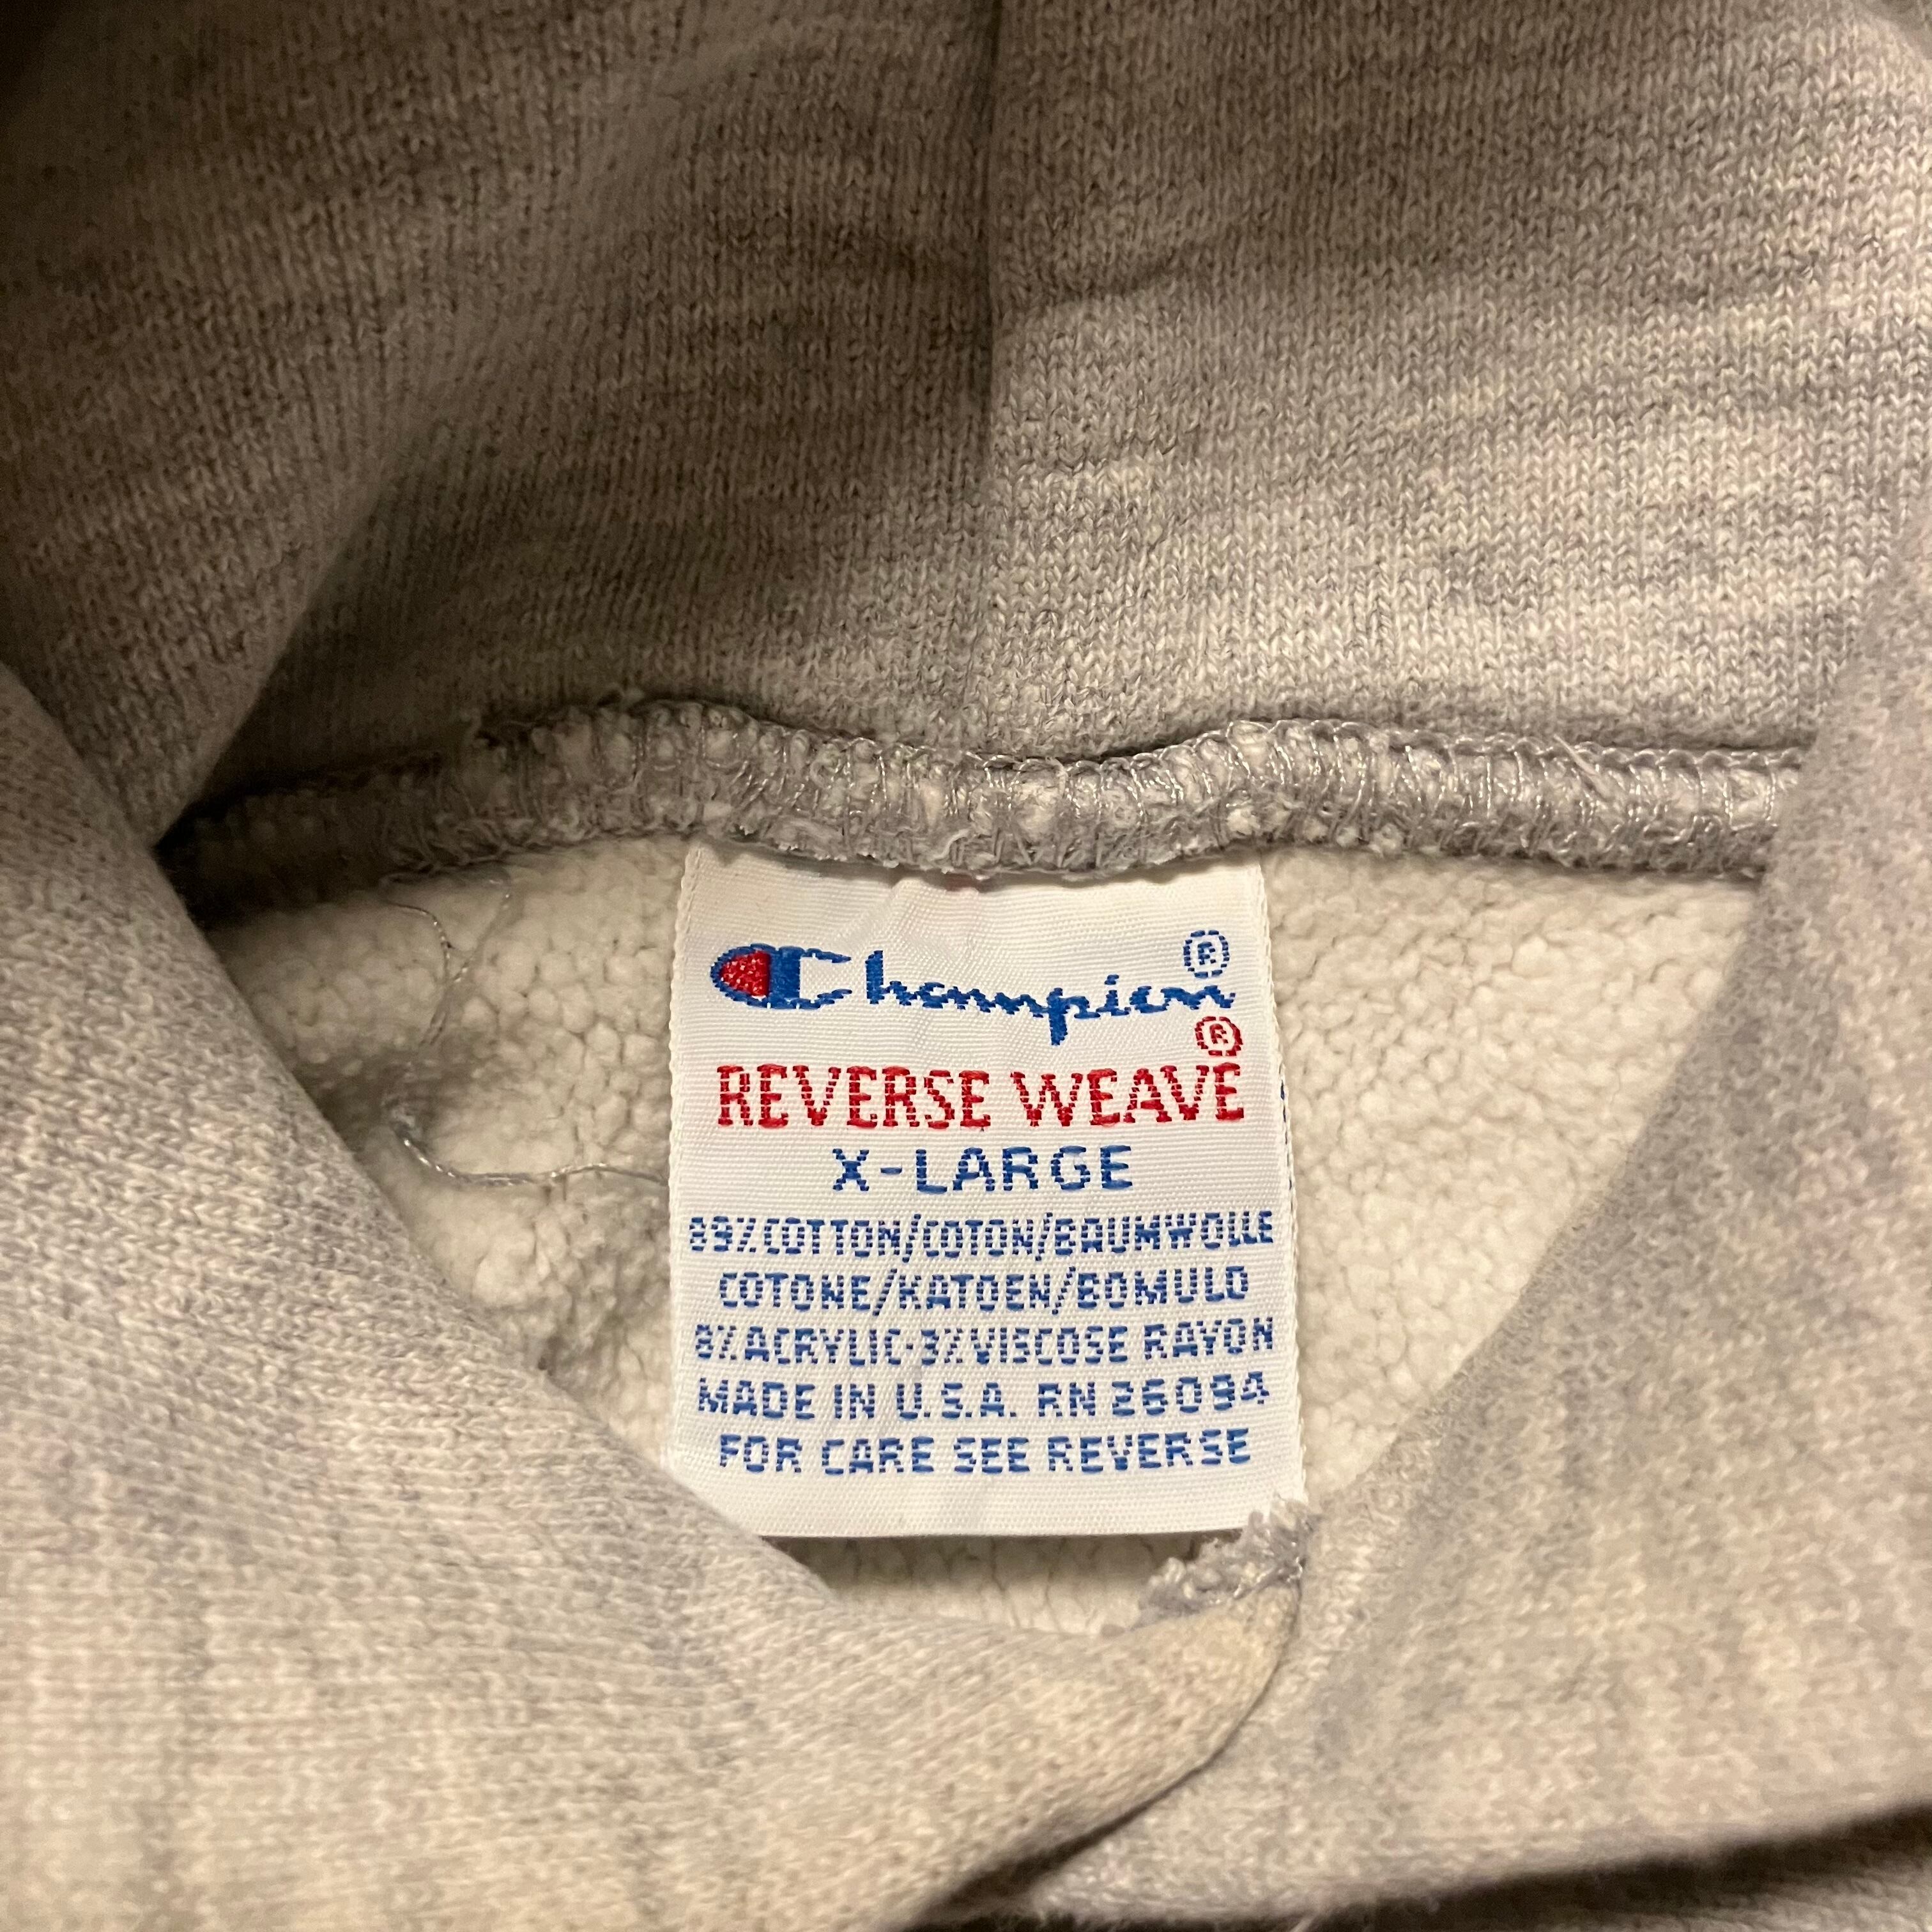 Champion®
REVERSE WEAVE®
X-LARGE
89% COTTON/COTON/BAUMWOLLE
COTONE/KATOEN/BOMULD
8% ACRYLIC·3% VISCOSE RAYON
MADE IN U.S.A. RN 26094
FOR CARE SEE REVERSE